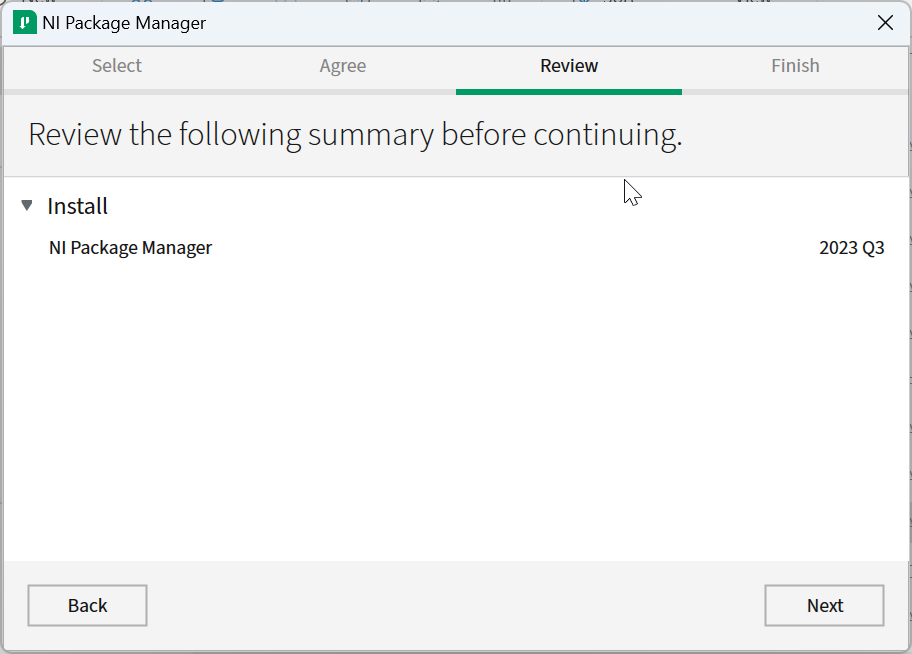 NI Package Manager
Select Agree Review Finish
Review the following summary before continuing.
Install
NI Package Manager 2023 Q3
Back Next